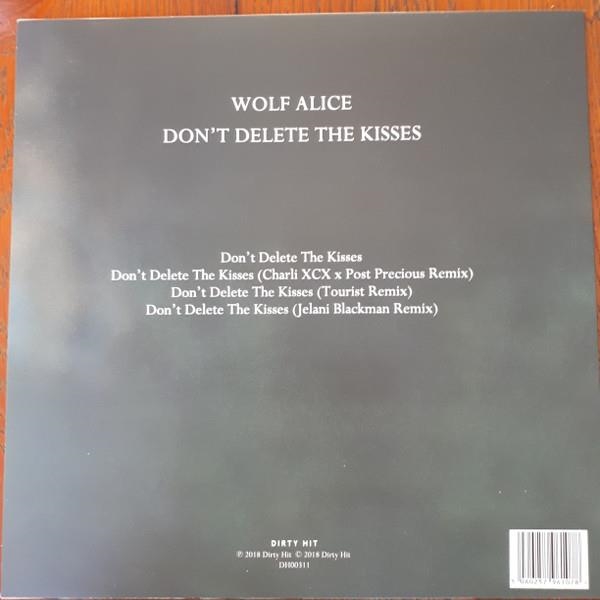 WOLF ALICE
DON'T DELETE THE KISSES
Don't Delete The Kisses
Don't Delete The Kisses (Charli XCX x Post Precious Remix)
Don't Delete The Kisses (Tourist Remix)
Don't Delete The Kisses (Jelani Blackman Remix)
DIRTY HIT
℗ 2018 Dirty Hit © 2018 Dirty Hit
DH00311